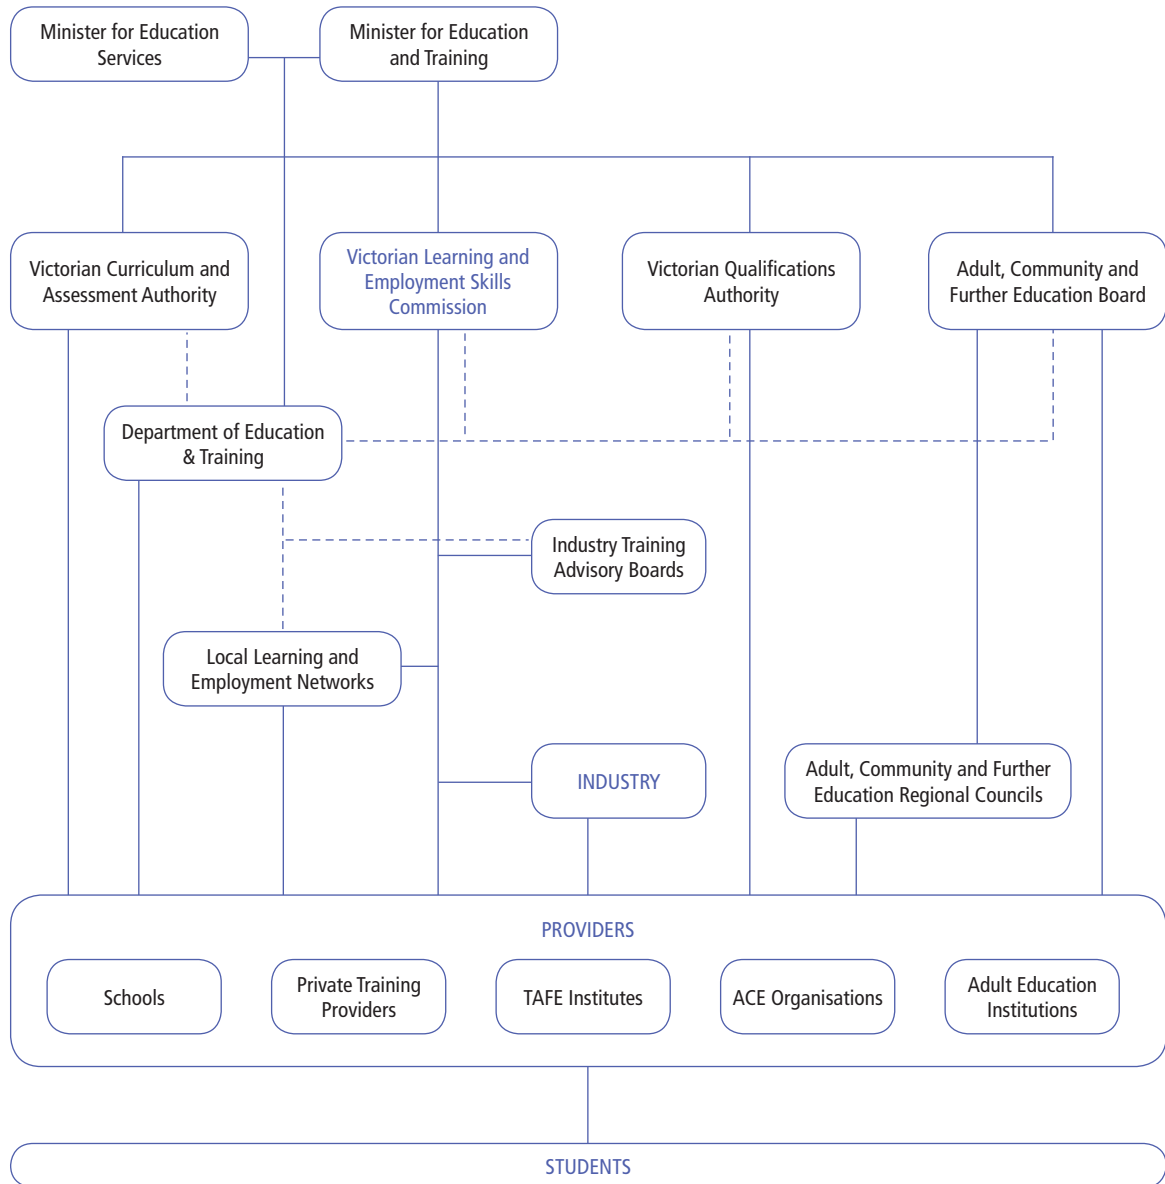 Minister for Education
Services
Minister for Education
and Training
Victorian Curriculum and
Assessment Authority
Victorian Learning and
Employment Skills
Commission
Victorian Qualifications
Authority
Adult, Community and
Further Education Board
Department of Education
& Training
Industry Training
Advisory Boards
Local Learning and
Employment Networks
INDUSTRY
Adult, Community and Further
Education Regional Councils
PROVIDERS
Schools
Private Training
Providers
TAFE Institutes
ACE Organisations
Adult Education
Institutions
STUDENTS